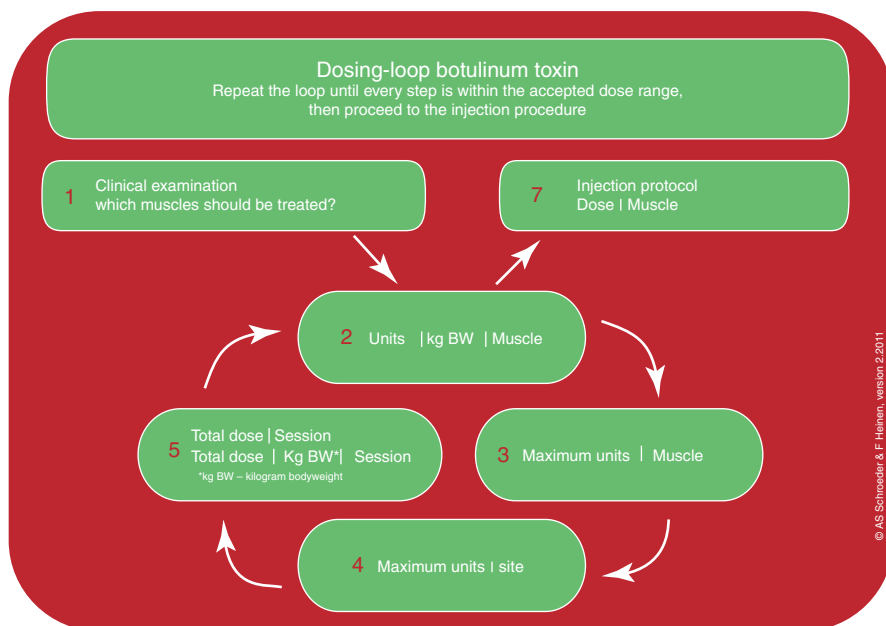 Dosing-loop botulinum toxin
Repeat the loop until every step is within the accepted dose range,
then proceed to the injection procedure
1 Clinical examination
which muscles should be treated?
7 Injection protocol
Dose | Muscle
2 Units | kg BW | Muscle
3 Maximum units | Muscle
4 Maximum units | site
5 Total dose | Session
Total dose | Kg BW*| Session
*kg BW – kilogram bodyweight
© AS Schroeder & F Heinen, version 2.2011